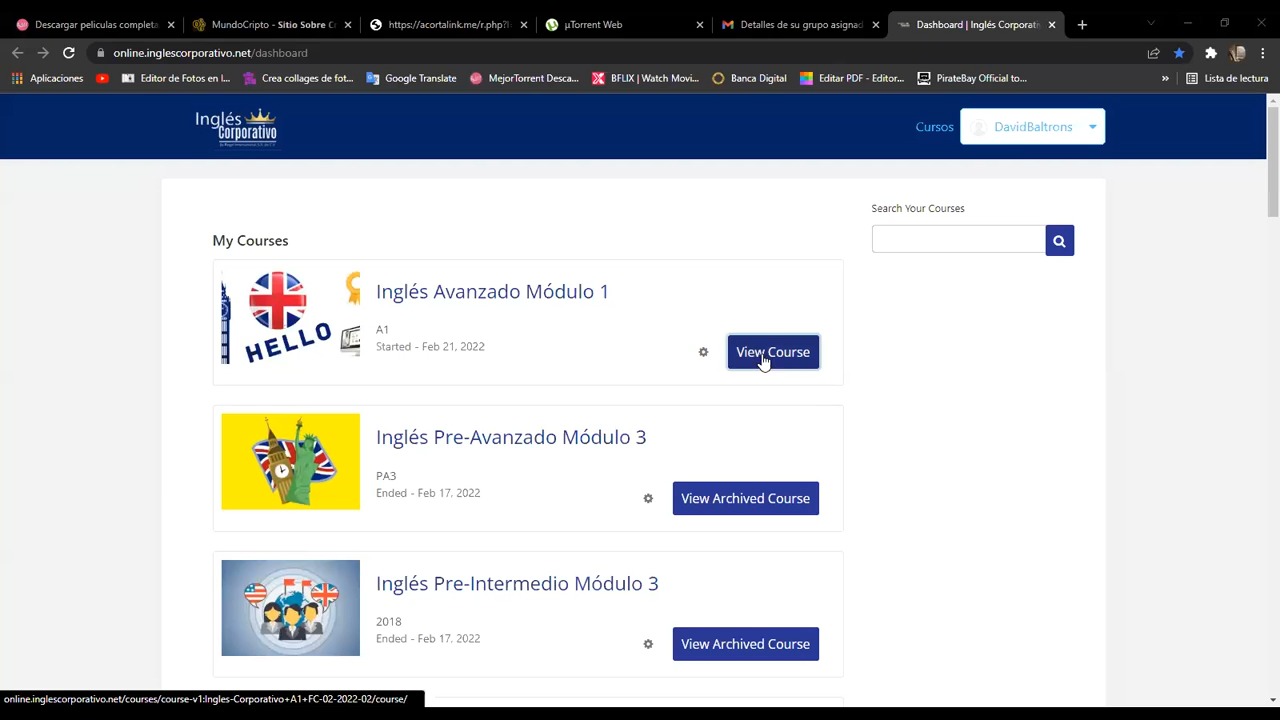 Descargar peliculas completa
MundoCripto - Sitio Sobre C
https://acortalink.me/r.php?l=
µTorrent Web
Detalles de su grupo asignad
Dashboard | Inglés Corporati
online.inglescorporativo.net/dashboard
Aplicaciones
Editor de Fotos en l...
Crea collages de fot...
Google Translate
MejorTorrent Desca...
BFLIX | Watch Movi...
Banca Digital
Editar PDF - Editor...
PirateBay Official to...
Lista de lectura
Inglés
Corporativo
Cursos
DavidBaltrons
Search Your Courses
My Courses
HELLO
Inglés Avanzado Módulo 1
A1
Started - Feb 21, 2022
View Course
Inglés Pre-Avanzado Módulo 3
PA3
Ended - Feb 17, 2022
View Archived Course
Inglés Pre-Intermedio Módulo 3
2018
Ended - Feb 17, 2022
View Archived Course
online.inglescorporativo.net/courses/course-v1:Ingles-Corporativo+A1+FC-02-2022-02/course/